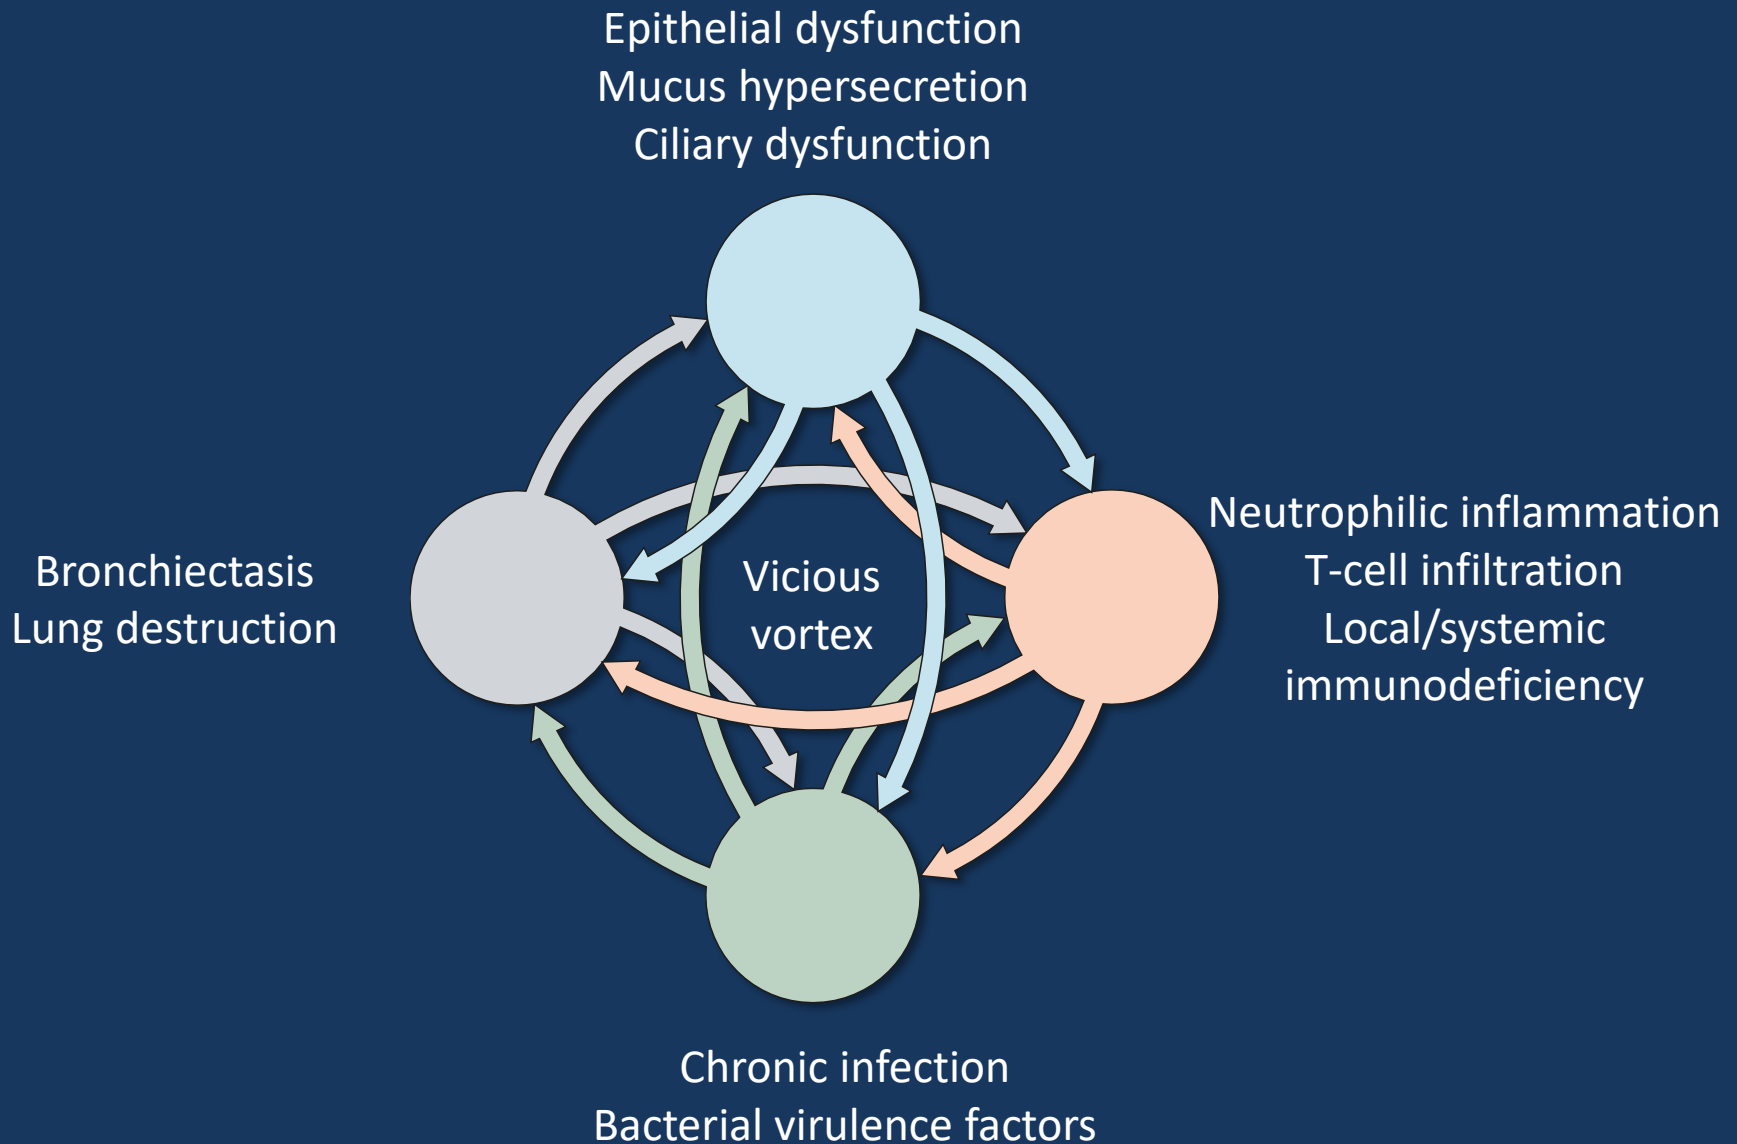 Epithelial dysfunction
Mucus hypersecretion
Ciliary dysfunction
Bronchiectasis
Lung destruction
Vicious
vortex
Neutrophilic inflammation
T-cell infiltration
Local/systemic
immunodeficiency
Chronic infection
Bacterial virulence factors